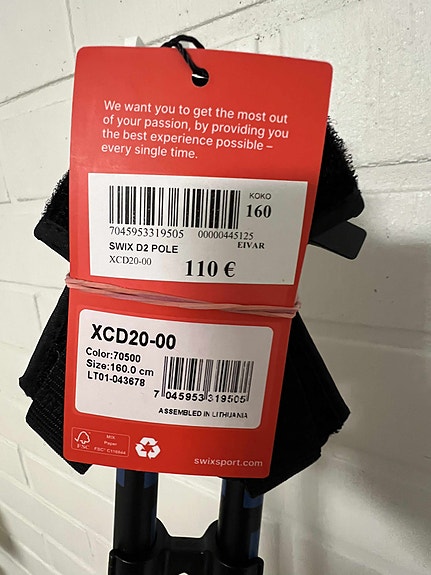 We want you to get the most out
of your passion, by providing you
the best experience possible –
every single time.
KOKO
160
7045953319505 00000445125
SWIX D2 POLE EIVAR
XCD20-00 110 €
XCD20-00
Color:70500
Size:160.0 cm
LT01-043678
7 045953 319505
ASSEMBLED IN LITHUANIA
FSC
MIX
Paper
swixsport.com